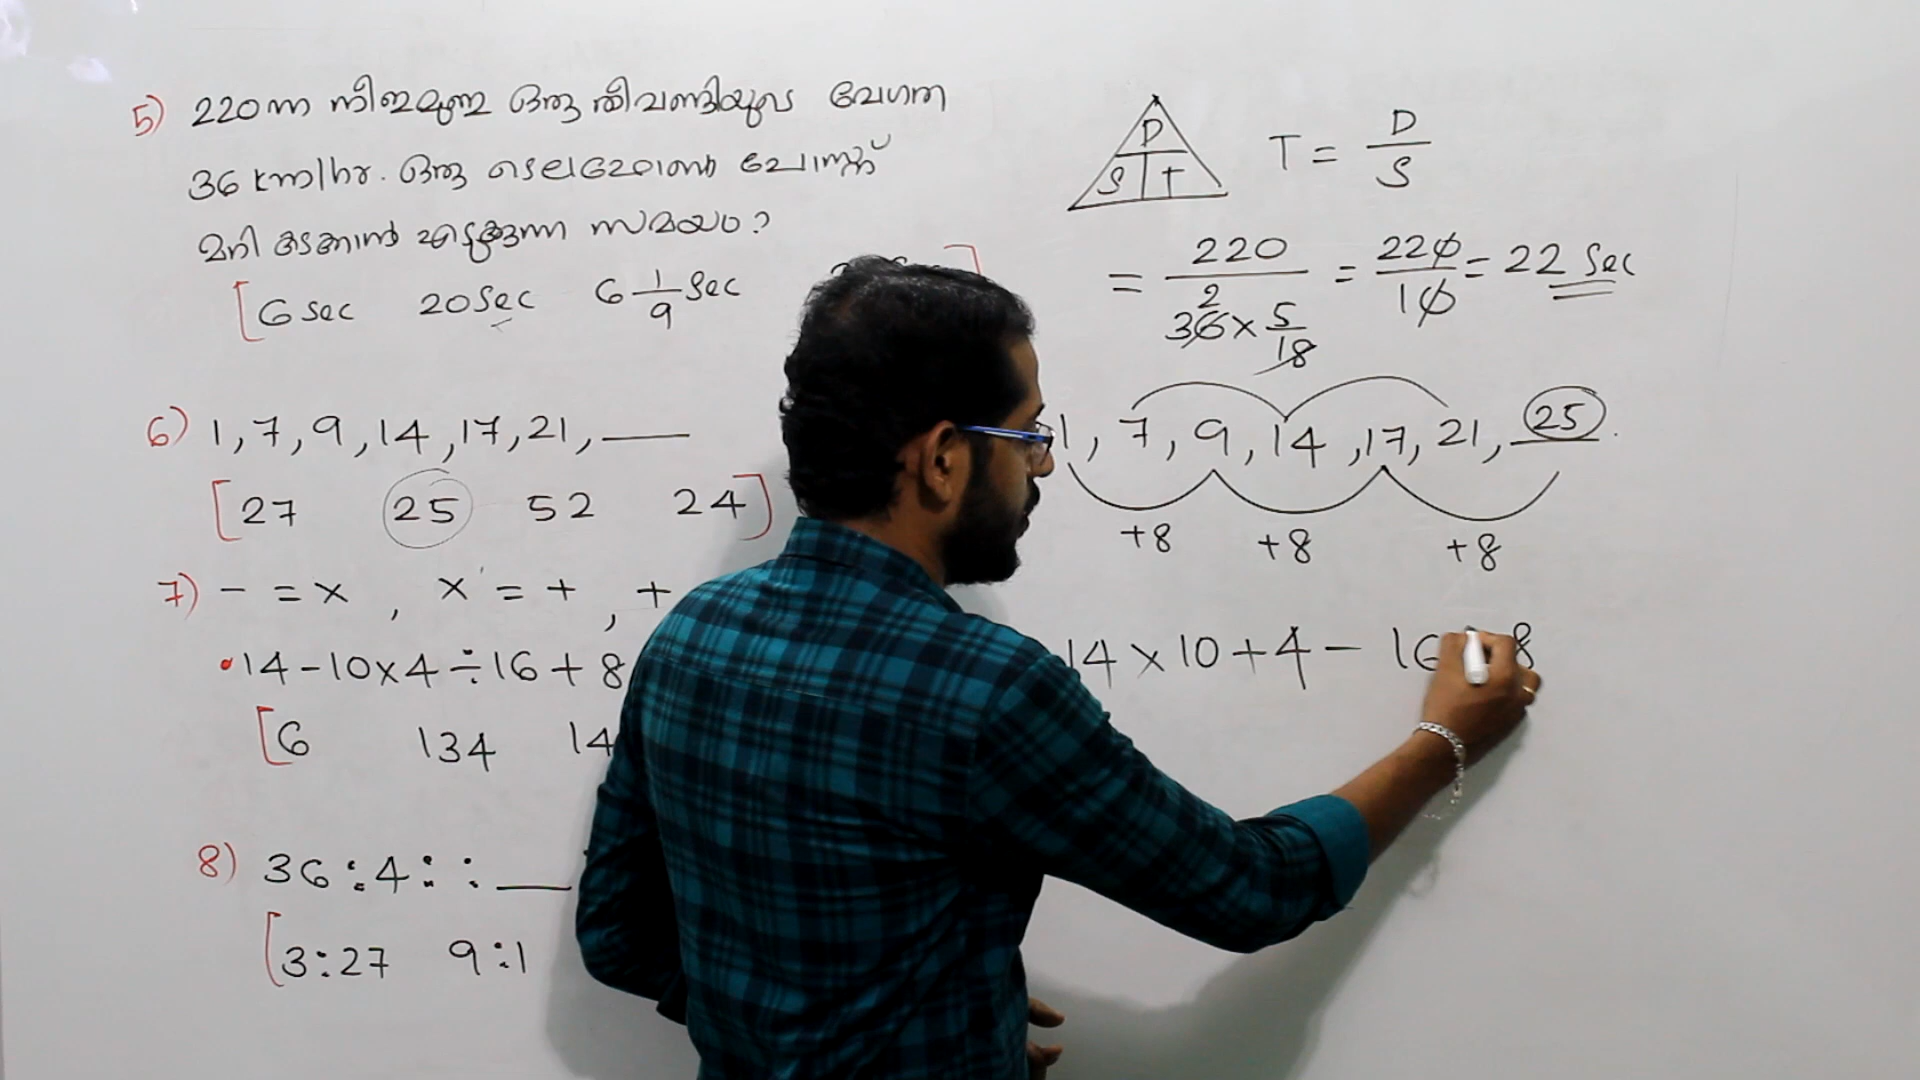 5) 220m നീളമുള്ള ഒരു തീവണ്ടിയുടെ വേഗത
36 km/hr. ഒരു ടെലഫോൺ പോസ്റ്റ്
മറി കടക്കാൻ എടുക്കുന്ന സമയം?
[6 sec 20 sec 6 1/9 sec ]
6) 1, 7, 9, 14, 17, 21, ___
[27 25 52 24]
7) - = × , × = + , +
14 - 10 × 4 ÷ 16 + 8
[6 134 14
8) 36 : 4 : : ___
[3:27 9:1
D
S T
T = D/S
= 220 / 36 × 5/18 = 220/10 = 22 sec
2
1, 7, 9, 14, 17, 21, 25.
+8 +8 +8
14 × 10 + 4 - 16 8